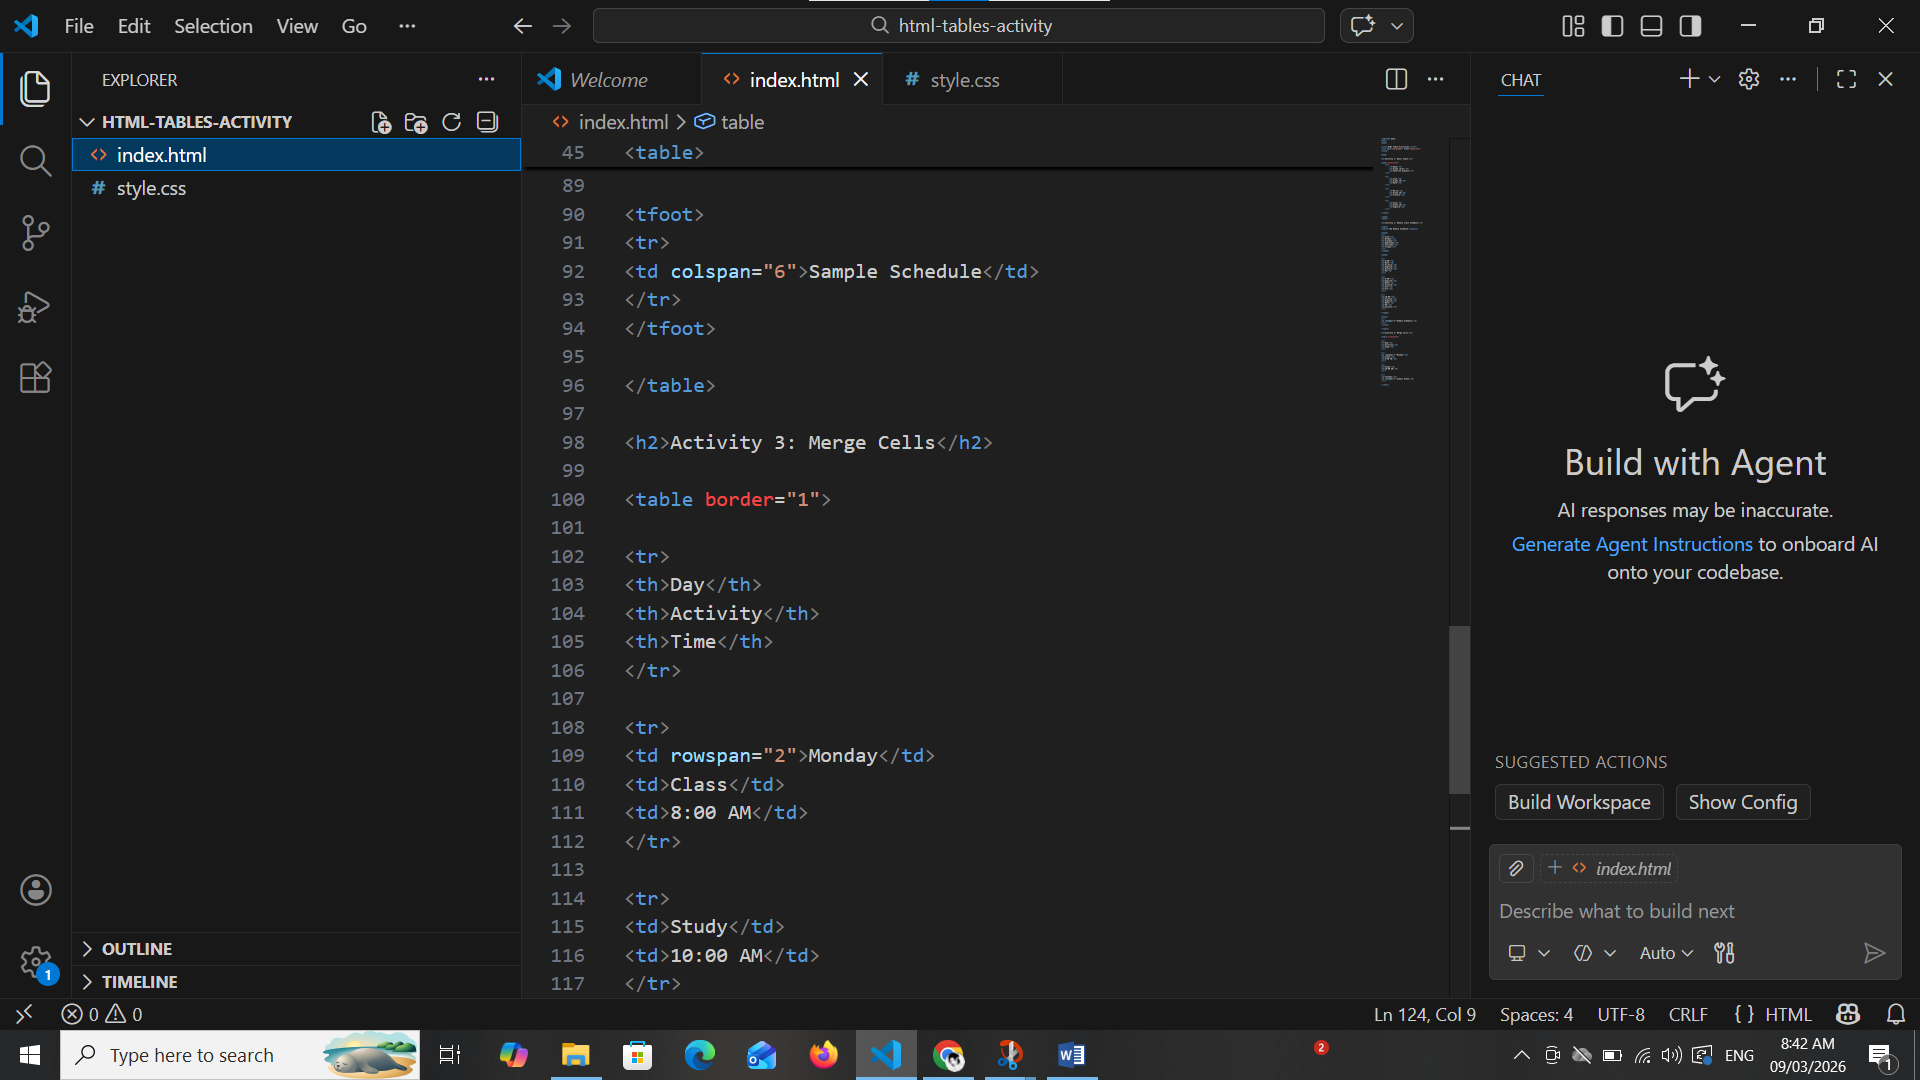 File Edit Selection View Go ···
html-tables-activity
EXPLORER
HTML-TABLES-ACTIVITY
index.html
# style.css
OUTLINE
TIMELINE
Welcome
index.html
# style.css
index.html > table
45 <table>
89
90 <tfoot>
91 <tr>
92 <td colspan="6">Sample Schedule</td>
93 </tr>
94 </tfoot>
95
96 </table>
97
98 <h2>Activity 3: Merge Cells</h2>
99
100 <table border="1">
101
102 <tr>
103 <th>Day</th>
104 <th>Activity</th>
105 <th>Time</th>
106 </tr>
107
108 <tr>
109 <td rowspan="2">Monday</td>
110 <td>Class</td>
111 <td>8:00 AM</td>
112 </tr>
113
114 <tr>
115 <td>Study</td>
116 <td>10:00 AM</td>
117 </tr>
CHAT
Build with Agent
AI responses may be inaccurate.
Generate Agent Instructions to onboard AI
onto your codebase.
SUGGESTED ACTIONS
Build Workspace Show Config
index.html
Describe what to build next
Auto
1
0 0
Ln 124, Col 9 Spaces: 4 UTF-8 CRLF { } HTML
Type here to search
2
ENG
8:42 AM
09/03/2026
1